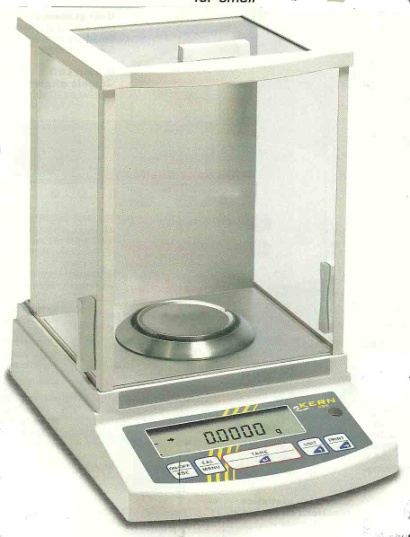 for small
KERN
0.0000 g
ON/OFF
ESC
CAL
MENU
TARE
UNIT
PRINT